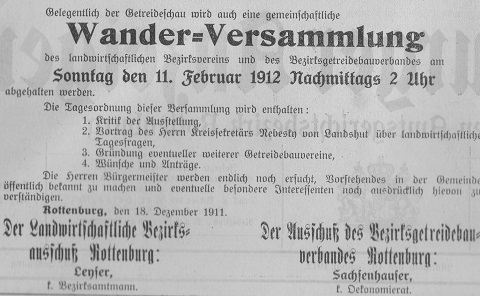 Gelegentlich der Getreideschau wird auch eine gemeinschaftliche
Wander-Versammlung
des landwirtschaftlichen Bezirksvereins und des Bezirksgetreidebauverbandes am
Sonntag den 11. Februar 1912 Nachmittags 2 Uhr
abgehalten werden.
Die Tagesordnung dieser Versammlung wird enthalten:
1. Kritik der Ausstellung.
2. Vortrag des Herrn Kreissekretärs Rebesky von Landshut über landwirtschaftliche
Tagesfragen,
3. Gründung eventueller weiterer Getreidebauvereine,
4. Wünsche und Anträge.
Die Herren Bürgermeister werden endlich noch ersucht, Vorstehendes in der Gemeinde
öffentlich bekannt zu machen und eventuelle besondere Interessenten noch ausdrücklich hievon zu
verständigen.
Rottenburg, den 18. Dezember 1911.
Der Landwirtschaftliche Bezirks-
ausschuß Rottenburg:
Leyser,
k. Bezirksamtmann.
Der Ausschuß des Bezirksgetreidebau-
verbandes Rottenburg:
Sachsenhauser,
k. Oekonomierat.